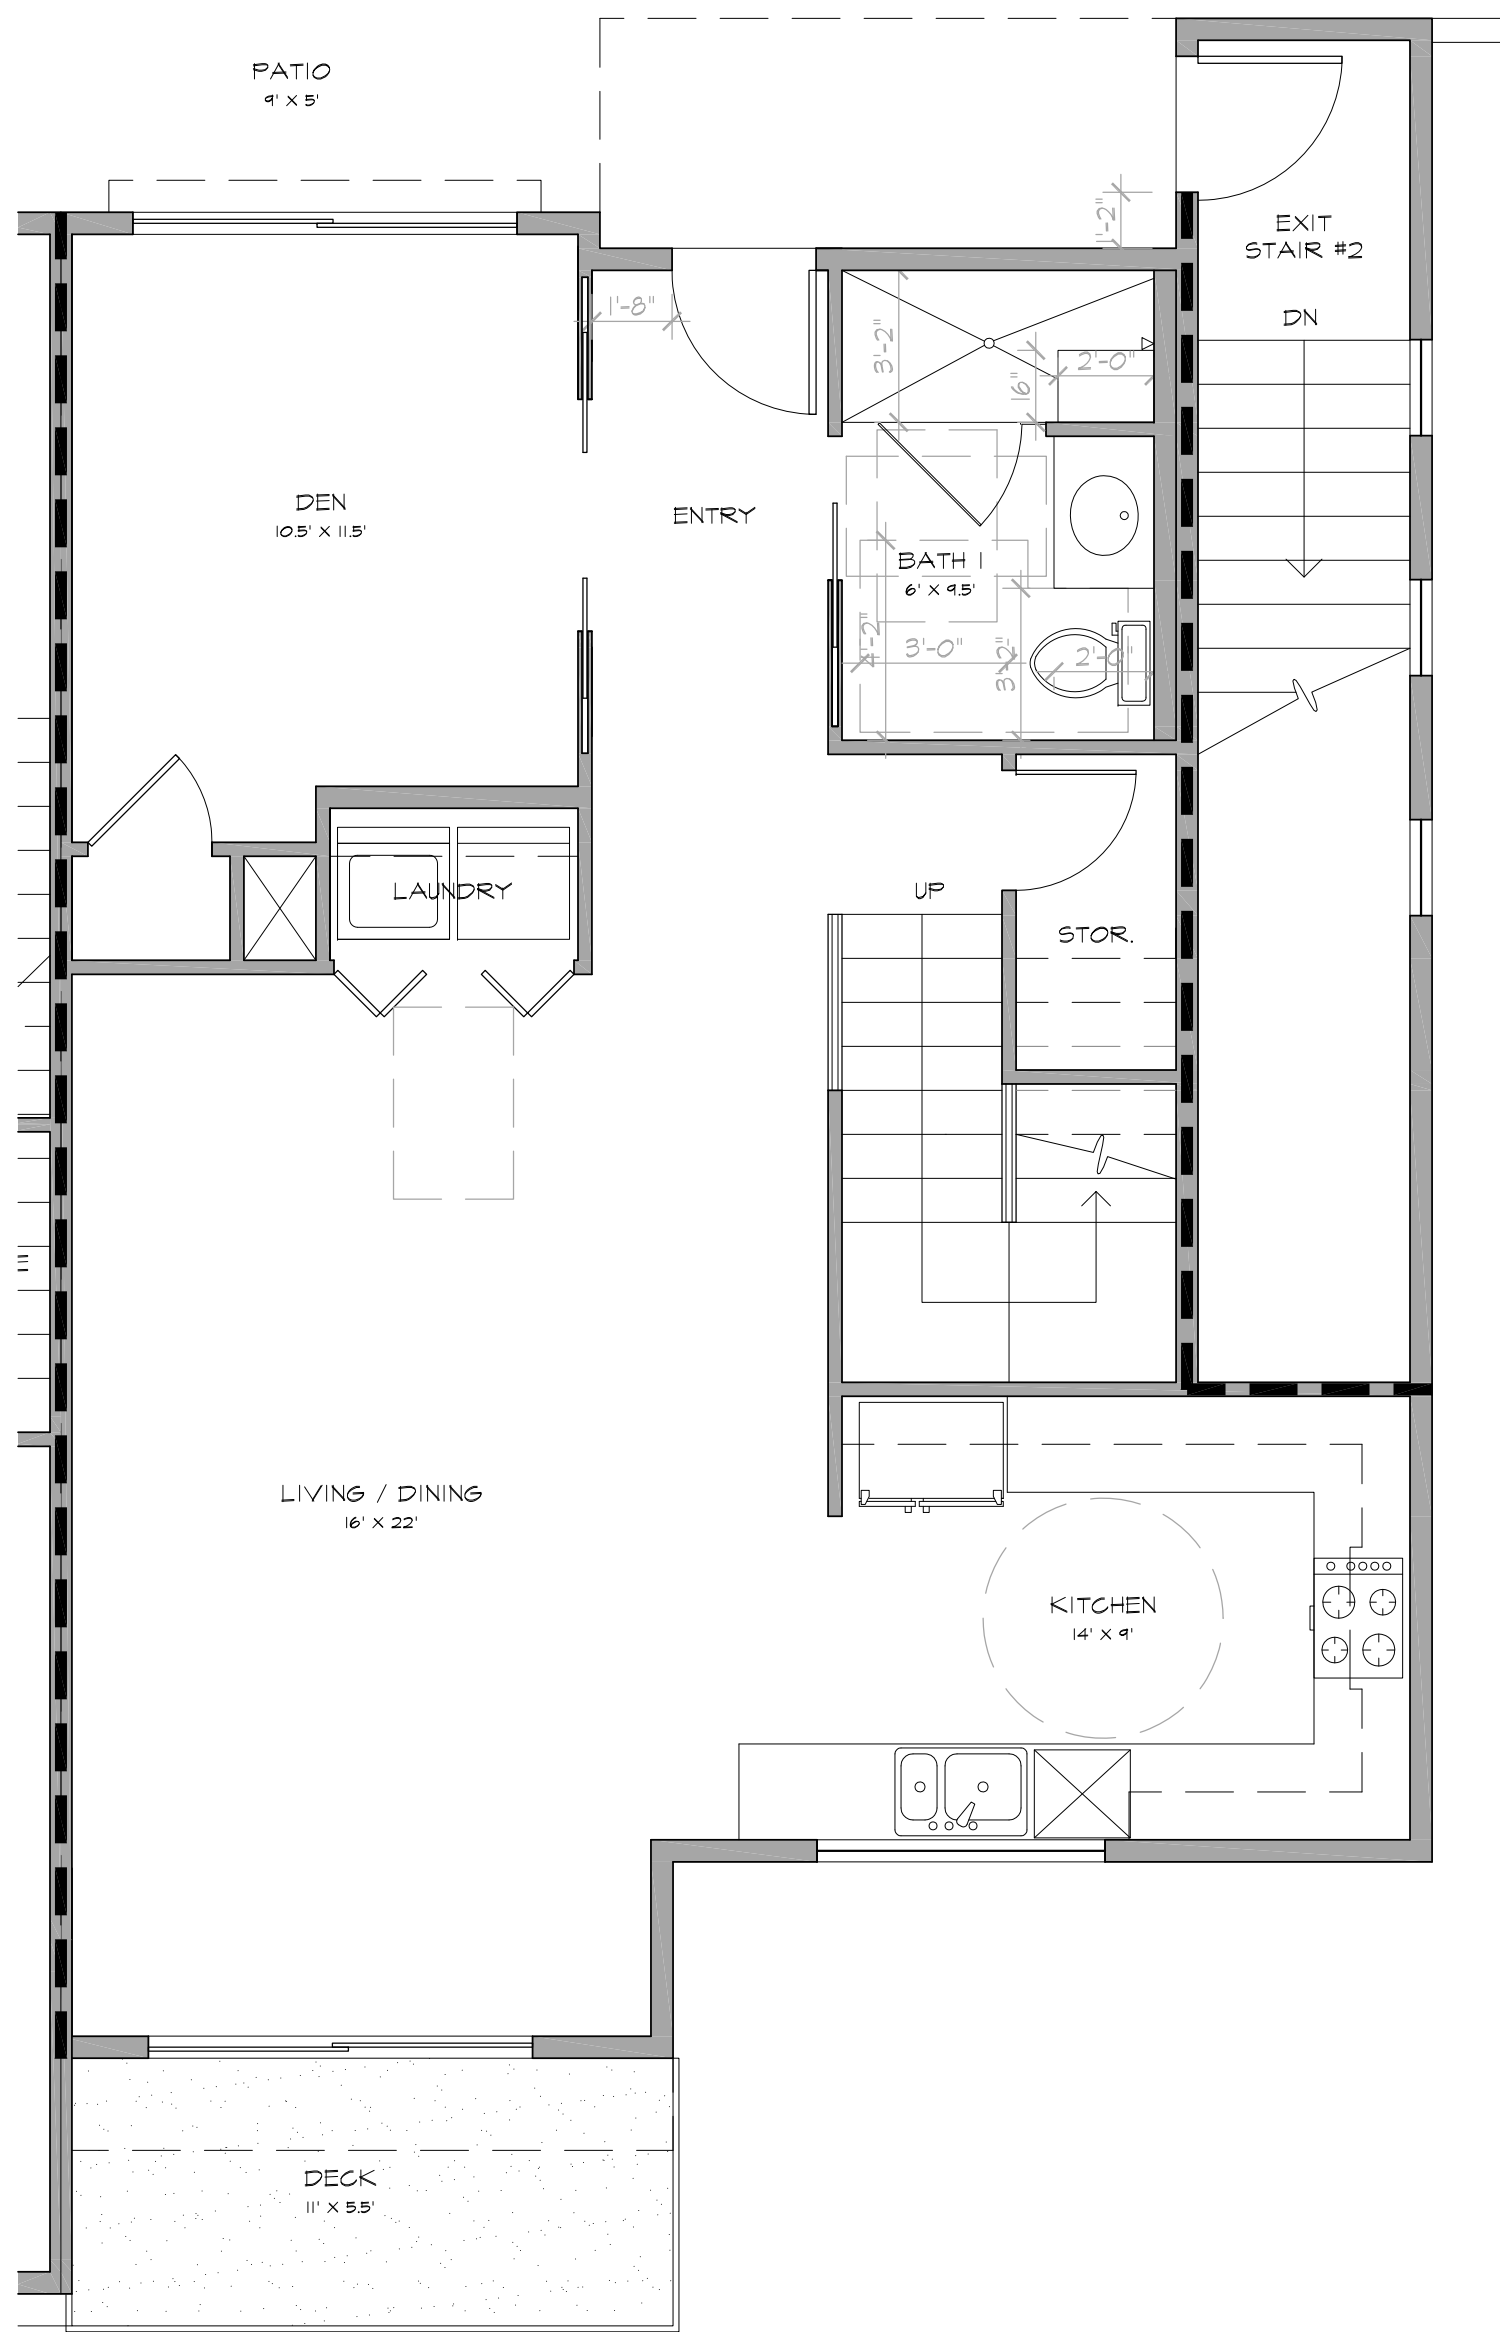 PATIO
9' X 5'
1'-2"
EXIT
STAIR #2
DN
1'-8"
3'-2"
16"
2'-0"
DEN
10.5' X 11.5'
ENTRY
BATH 1
6' X 9.5'
4'-2"
3'-0"
3'-2"
2'-0"
LAUNDRY
UP
STOR.
E
LIVING / DINING
16' X 22'
KITCHEN
14' X 9'
DECK
11' X 5.5'